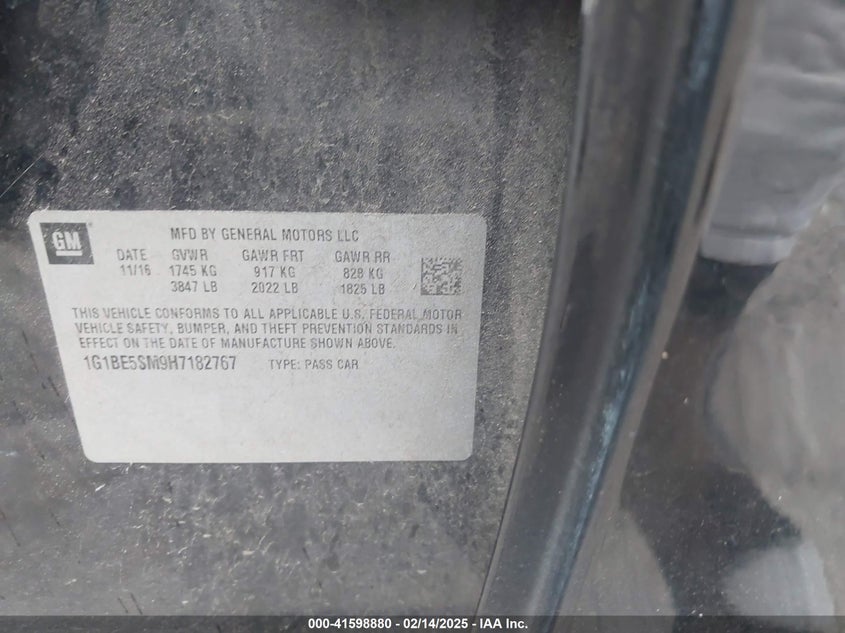 GM
MFD BY GENERAL MOTORS LLC
DATE GVWR GAWR FRT GAWR RR
11/16 1745 KG 917 KG 828 KG
3847 LB 2022 LB 1825 LB
THIS VEHICLE CONFORMS TO ALL APPLICABLE U.S. FEDERAL MOTOR
VEHICLE SAFETY, BUMPER, AND THEFT PREVENTION STANDARDS IN
EFFECT ON THE DATE OF MANUFACTURE SHOWN ABOVE.
1G1BE5SM9H7182767 TYPE: PASS CAR
000-41598880 - 02/14/2025 - IAA Inc.